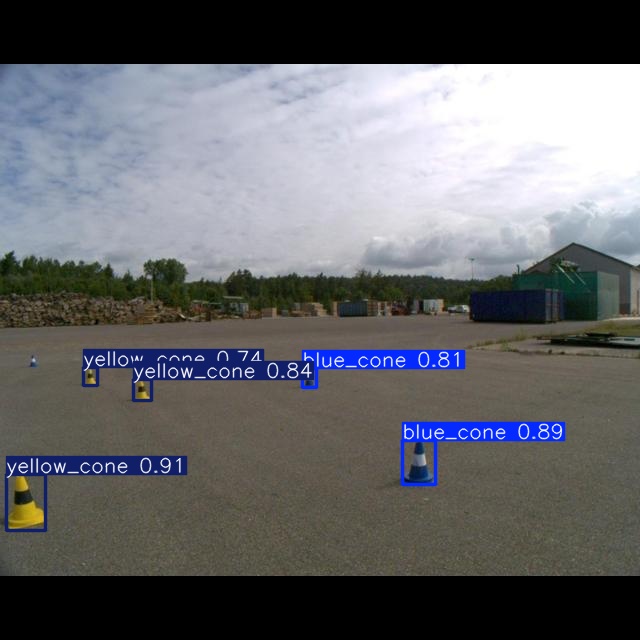 yellow_cone 0.74
yellow_cone 0.84
blue_cone 0.81
blue_cone 0.89
yellow_cone 0.91